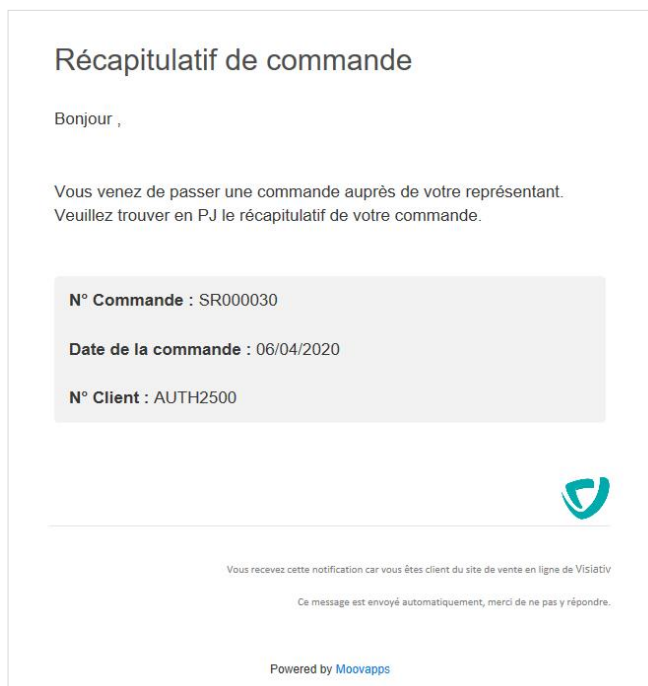 Récapitulatif de commande
Bonjour ,
Vous venez de passer une commande auprès de votre représentant.
Veuillez trouver en PJ le récapitulatif de votre commande.
N° Commande : SR000030
Date de la commande : 06/04/2020
N° Client : AUTH2500
Vous recevez cette notification car vous êtes client du site de vente en ligne de Visiativ
Ce message est envoyé automatiquement, merci de ne pas y répondre.
Powered by Moovapps